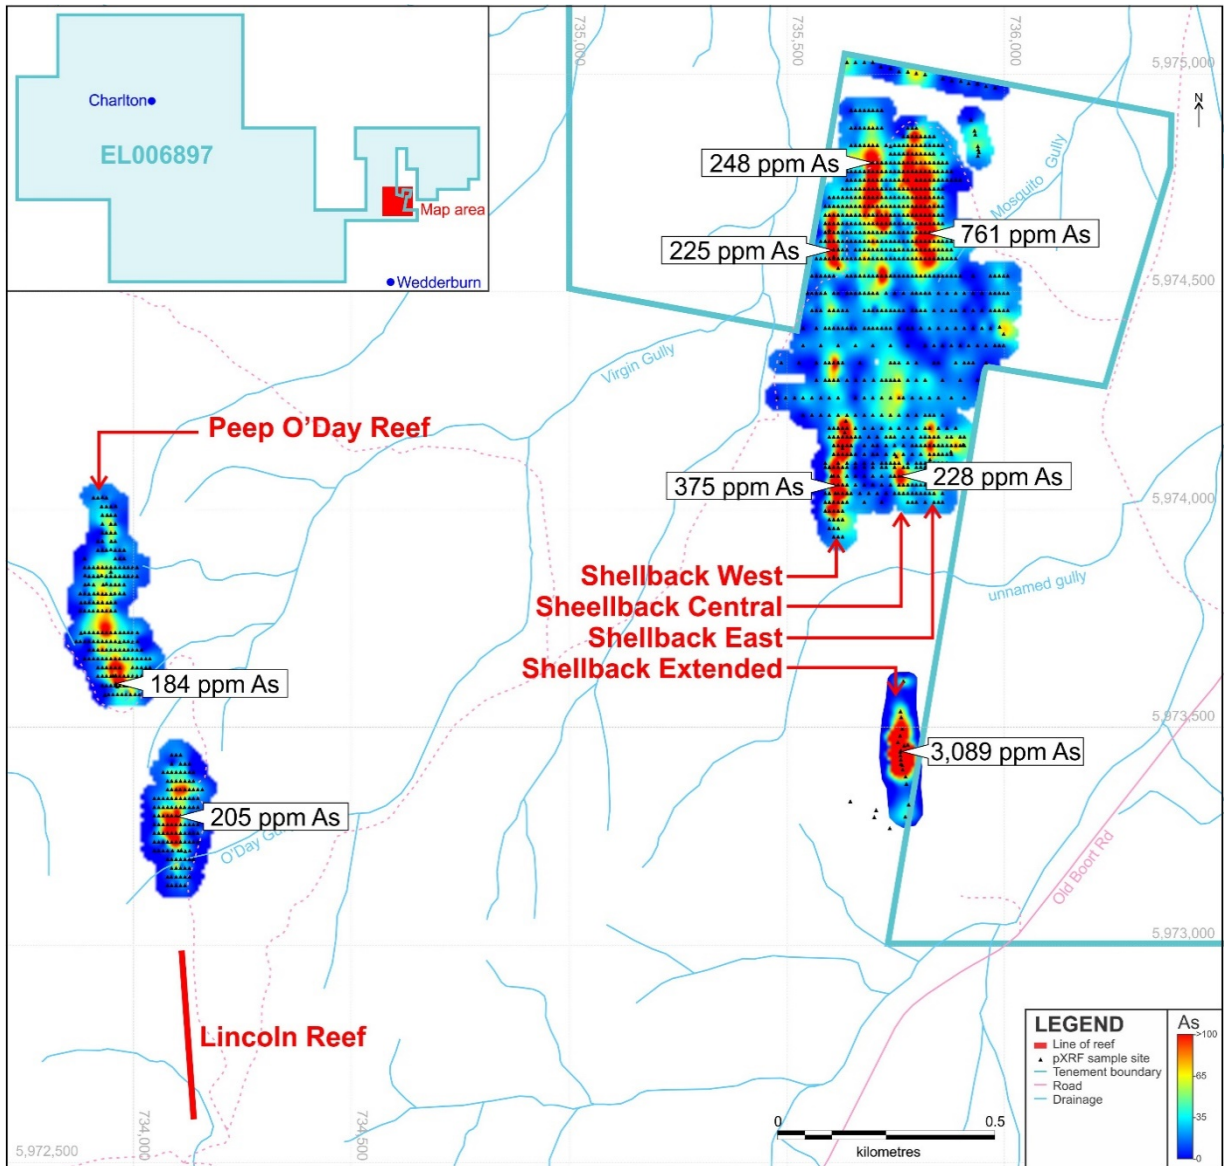 Charlton
EL006897
Map area
Wedderburn
735,000
735,500
736,000
5,975,000
N
248 ppm As
Mosquito Gully
761 ppm As
225 ppm As
5,974,500
Virgin Gully
Peep O'Day Reef
375 ppm As
228 ppm As
5,974,000
Shellback West
Sheellback Central
Shellback East
Shellback Extended
unnamed gully
184 ppm As
5,973,500
3,089 ppm As
205 ppm As
O'Day Gu
Old Boort Rd
5,973,000
Lincoln Reef
LEGEND
Line of reef
pXRF sample site
Tenement boundary
Road
Drainage
As
>100
65
35
0
0 0.5
kilometres
5,972,500
734,000
734,500